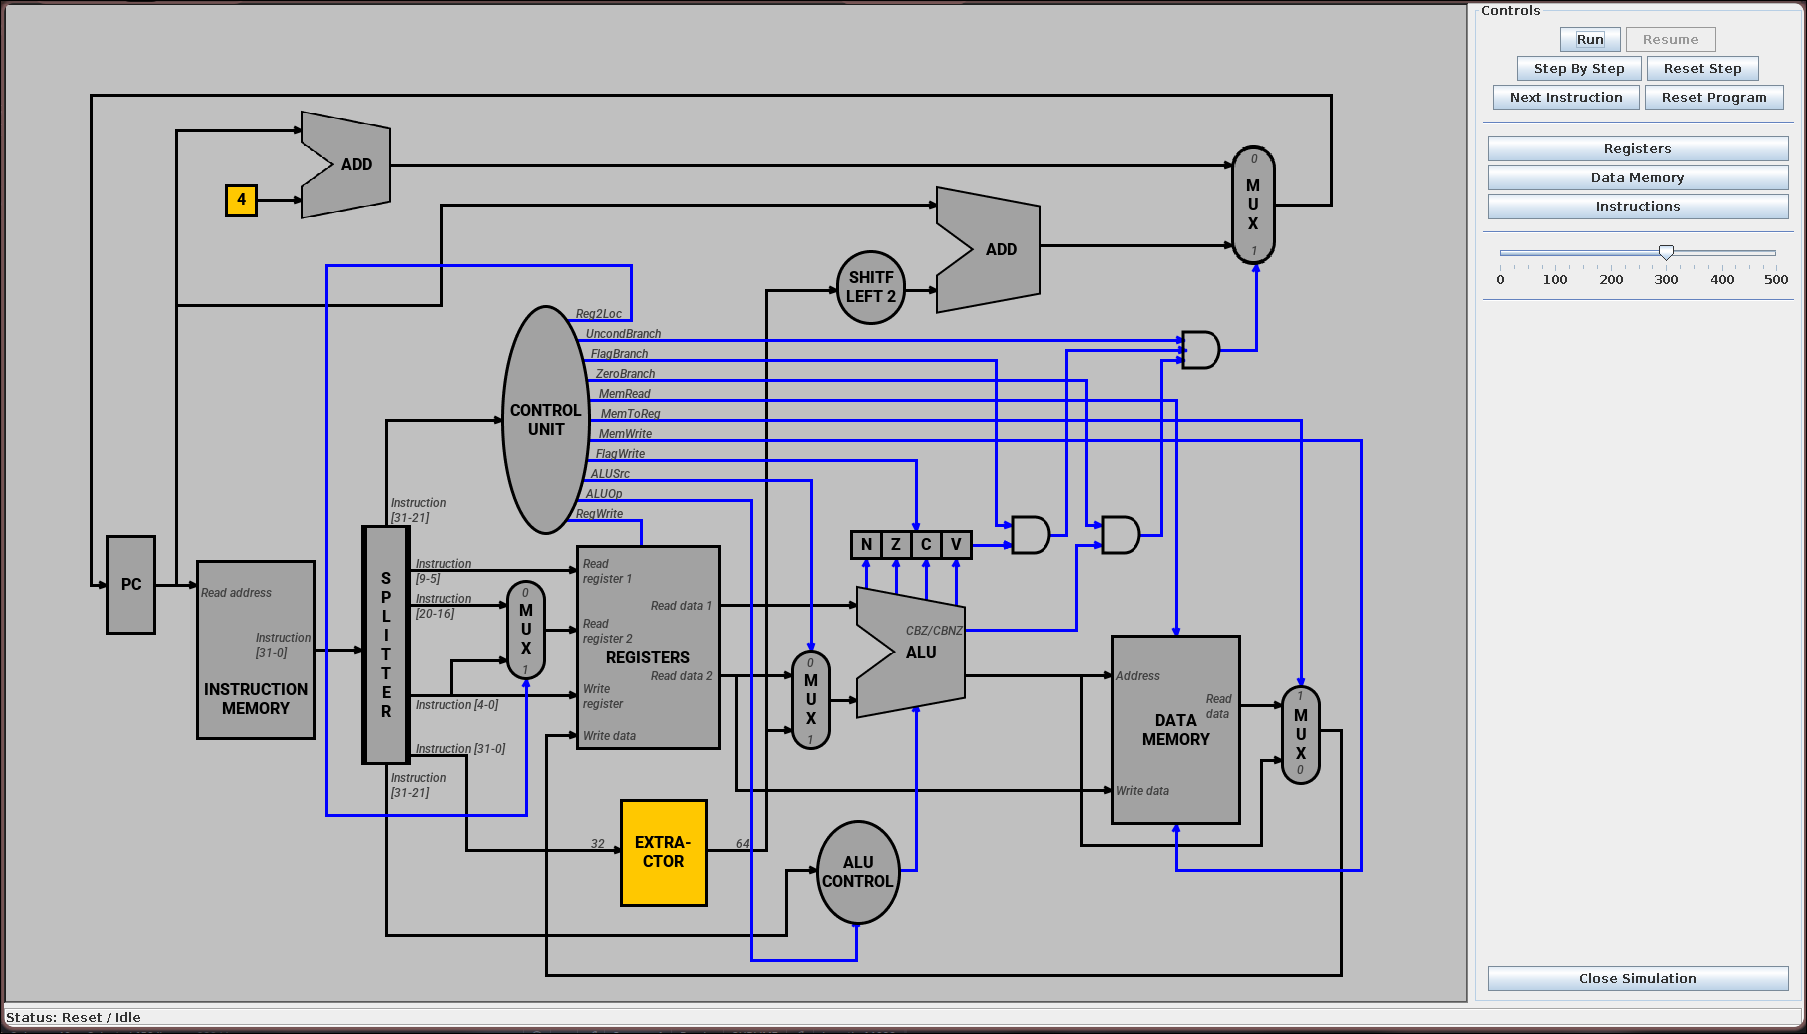 Controls
Run
Resume
Step By Step
Reset Step
Next Instruction
Reset Program
Registers
Data Memory
Instructions
0 100 200 300 400 500
Close Simulation
ADD
4
0
M
U
X
1
ADD
SHITF
LEFT 2
CONTROL
UNIT
Reg2Loc
UncondBranch
FlagBranch
ZeroBranch
MemRead
MemToReg
MemWrite
FlagWrite
ALUSrc
ALUOp
RegWrite
Instruction
[31-21]
PC
Read address
Instruction
[31-0]
INSTRUCTION
MEMORY
S
P
L
I
T
T
E
R
Instruction
[9-5]
Instruction
[20-16]
Instruction [4-0]
Instruction [31-0]
Instruction
[31-21]
0
M
U
X
1
Read
register 1
Read
register 2
REGISTERS
Write
register
Write data
Read data 1
Read data 2
0
M
U
X
1
N Z C V
CBZ/CBNZ
ALU
Address
Read
data
DATA
MEMORY
Write data
1
M
U
X
0
32
EXTRA-
CTOR
64
ALU
CONTROL
Status: Reset / Idle